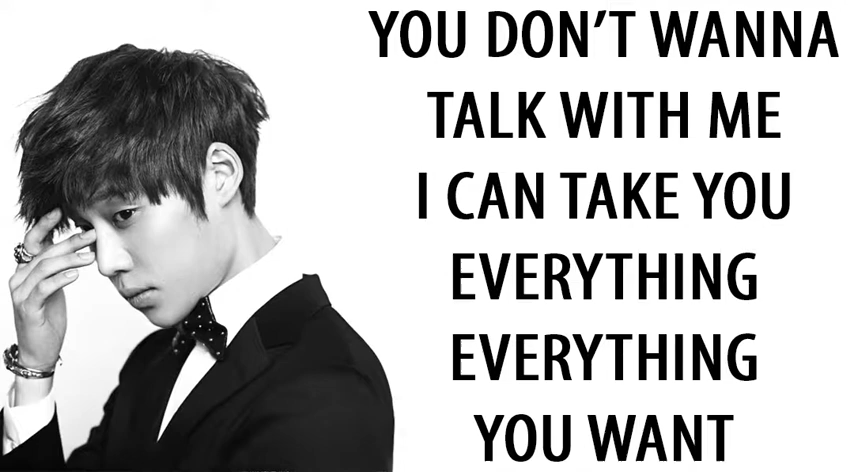 YOU DON’T WANNA
TALK WITH ME
I CAN TAKE YOU
EVERYTHING
EVERYTHING
YOU WANT